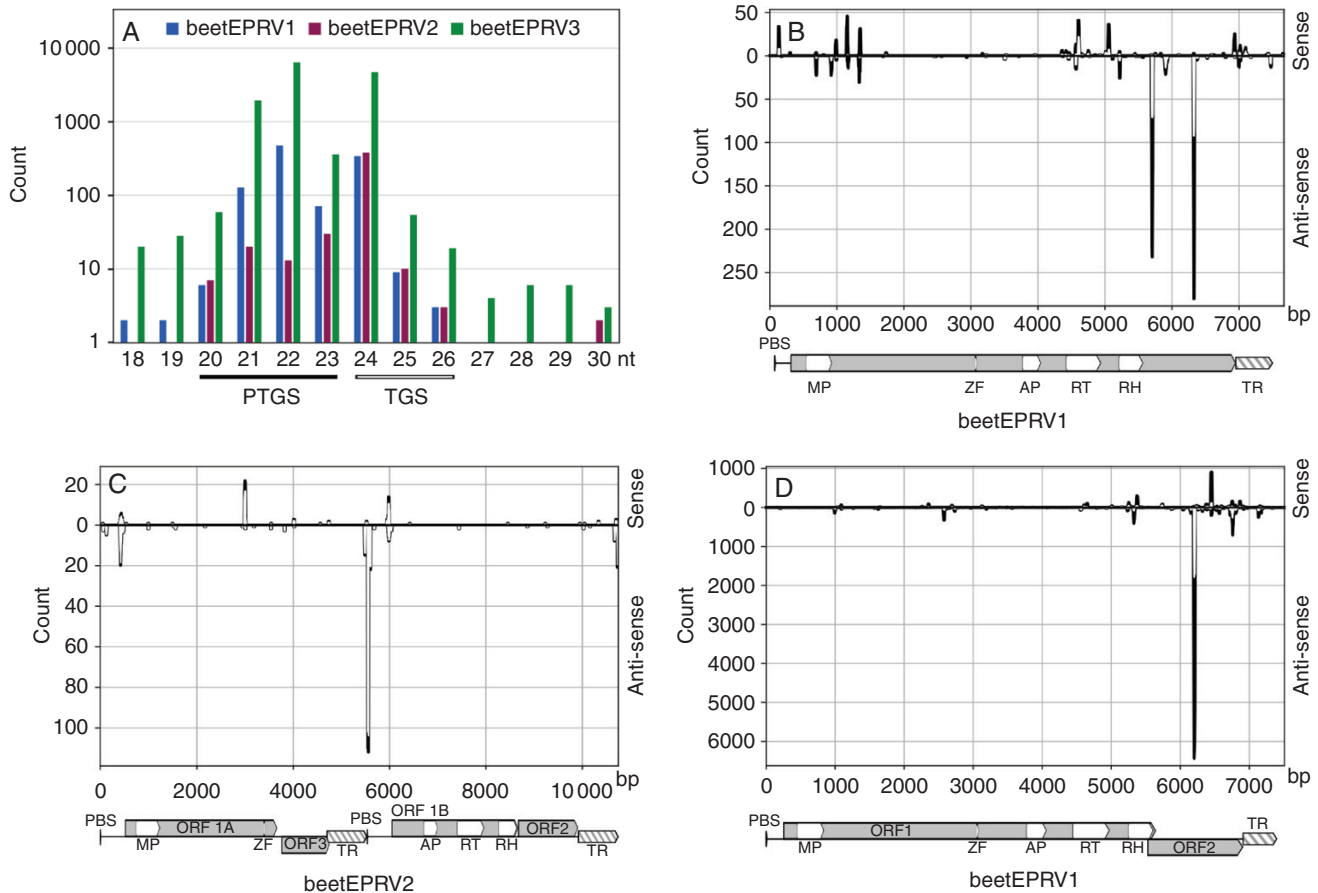 A
beetEPRV1 beetEPRV2 beetEPRV3
Count
10 000
1000
100
10
1
18 19 20 21 22 23 24 25 26 27 28 29 30 nt
PTGS TGS
B
Count
50
0
50
100
150
200
250
Sense
Anti-sense
0 1000 2000 3000 4000 5000 6000 7000 bp
PBS
MP ZF AP RT RH TR
beetEPRV1
C
Count
20
0
20
40
60
80
100
Sense
Anti-sense
bp
0 2000 4000 6000 8000 10 000
PBS PBS ORF 1B
ORF 1A ORF2
MP ZF ORF3 TR AP RT RH TR
beetEPRV2
D
Count
1000
0
1000
2000
3000
4000
5000
6000
Sense
Anti-sense
0 1000 2000 3000 4000 5000 6000 7000 bp
PBS TR
ORF1
MP ZF AP RT RH ORF2
beetEPRV1